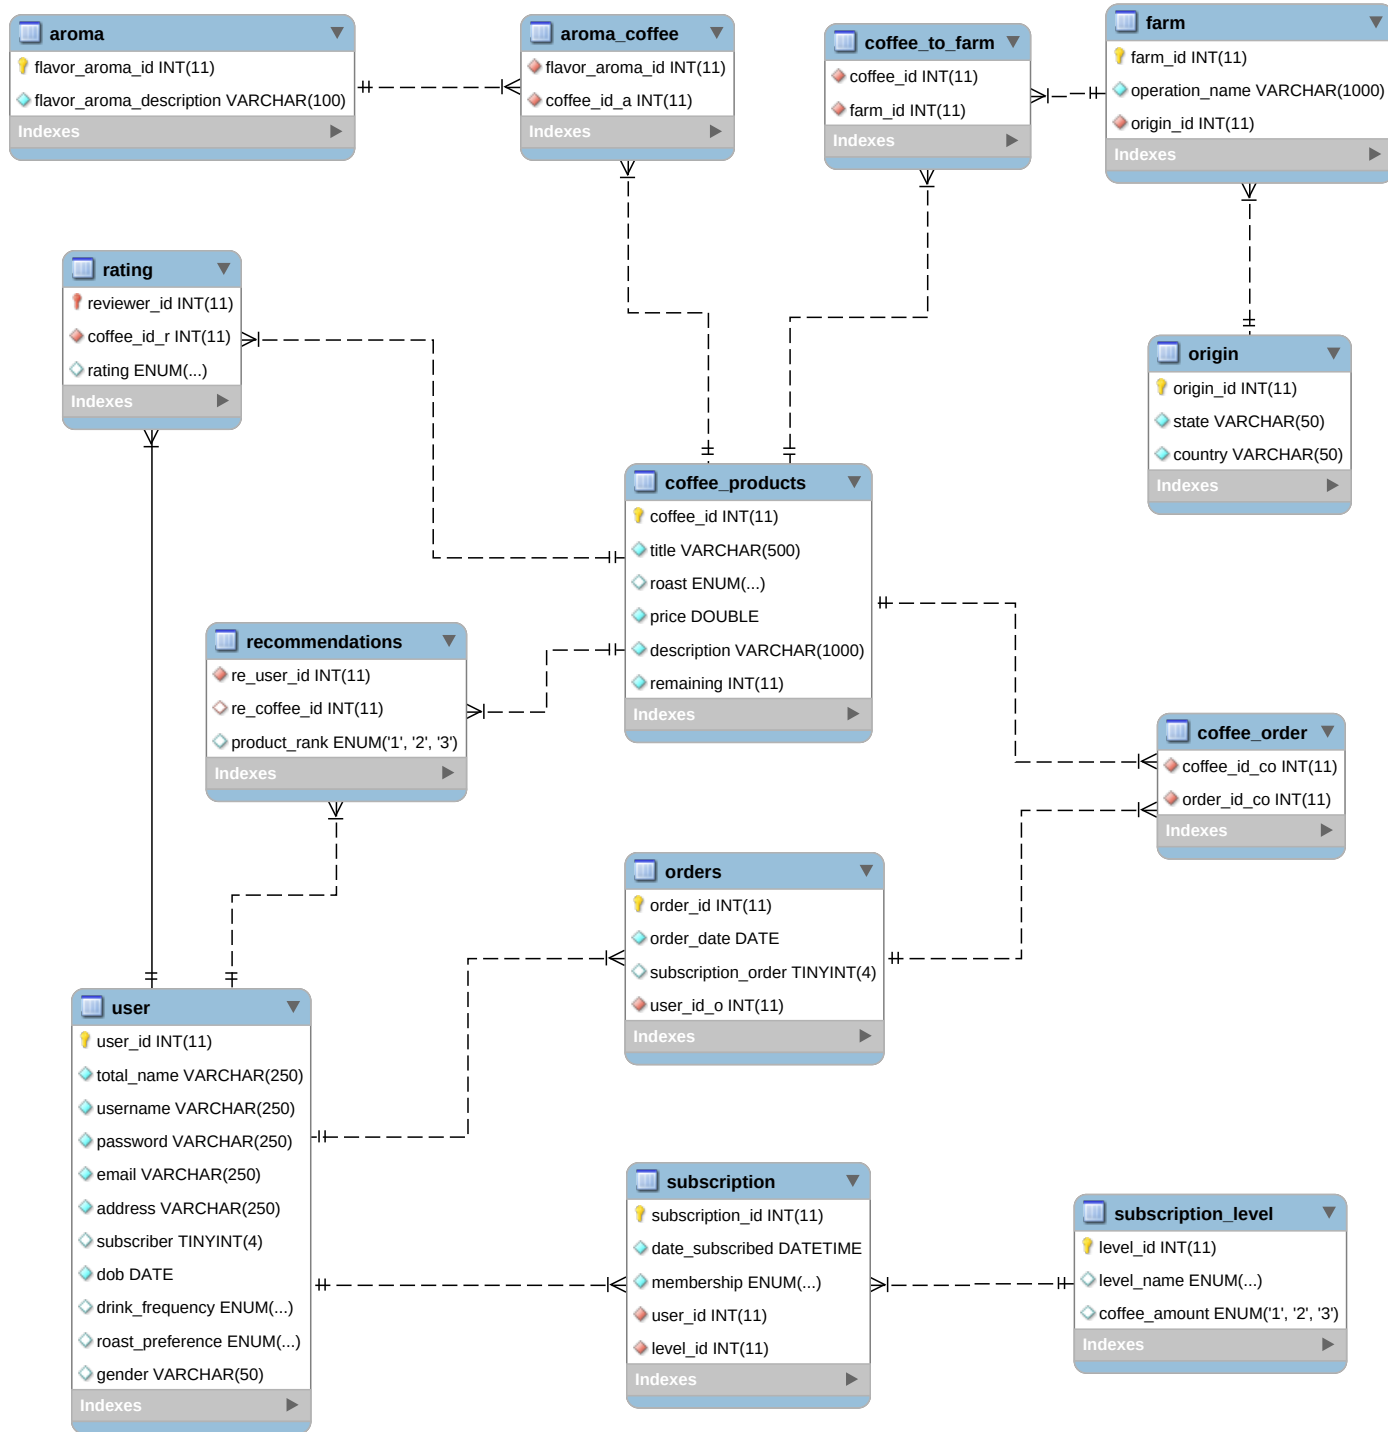 aroma
flavor_aroma_id INT(11)
flavor_aroma_description VARCHAR(100)
Indexes
aroma_coffee
flavor_aroma_id INT(11)
coffee_id_a INT(11)
Indexes
coffee_to_farm
coffee_id INT(11)
farm_id INT(11)
Indexes
farm
farm_id INT(11)
operation_name VARCHAR(1000)
origin_id INT(11)
Indexes
rating
reviewer_id INT(11)
coffee_id_r INT(11)
rating ENUM(...)
Indexes
origin
origin_id INT(11)
state VARCHAR(50)
country VARCHAR(50)
Indexes
coffee_products
coffee_id INT(11)
title VARCHAR(500)
roast ENUM(...)
price DOUBLE
description VARCHAR(1000)
remaining INT(11)
Indexes
recommendations
re_user_id INT(11)
re_coffee_id INT(11)
product_rank ENUM('1', '2', '3')
Indexes
coffee_order
coffee_id_co INT(11)
order_id_co INT(11)
Indexes
orders
order_id INT(11)
order_date DATE
subscription_order TINYINT(4)
user_id_o INT(11)
Indexes
user
user_id INT(11)
total_name VARCHAR(250)
username VARCHAR(250)
password VARCHAR(250)
email VARCHAR(250)
address VARCHAR(250)
subscriber TINYINT(4)
dob DATE
drink_frequency ENUM(...)
roast_preference ENUM(...)
gender VARCHAR(50)
Indexes
subscription
subscription_id INT(11)
date_subscribed DATETIME
membership ENUM(...)
user_id INT(11)
level_id INT(11)
Indexes
subscription_level
level_id INT(11)
level_name ENUM(...)
coffee_amount ENUM('1', '2', '3')
Indexes